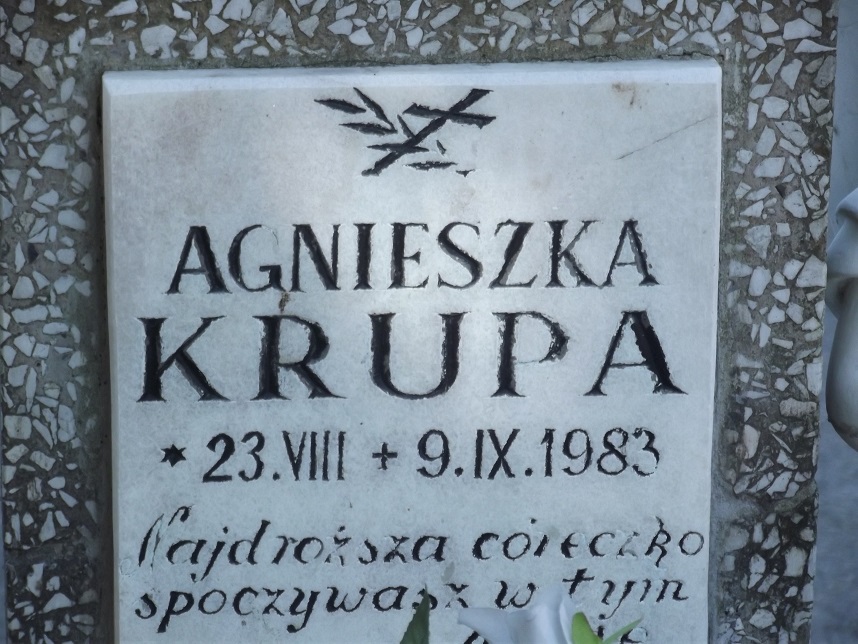 AGNIESZKA
KRUPA
* 23.VIII + 9.IX.1983
Najdroższa córeczko
spoczywasz w tym